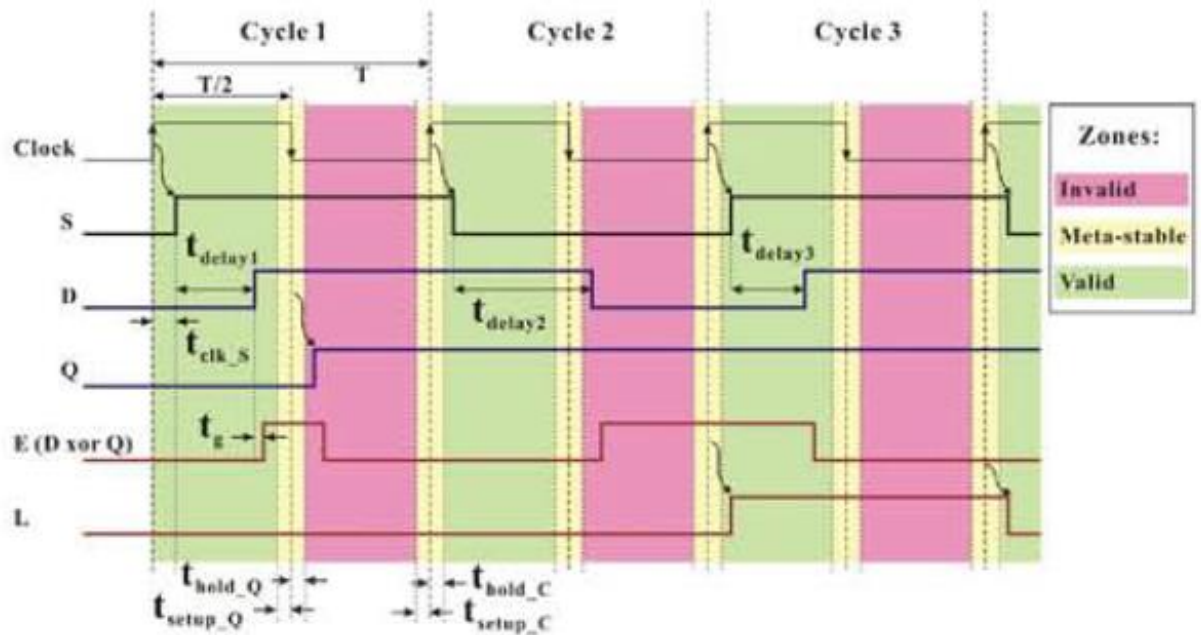 Cycle 1 Cycle 2 Cycle 3
T
T/2
Clock
Zones:
Invalid
S
Meta-stable
t_delay1 t_delay3
Valid
D
t_delay2
t_clk_S
Q
t_g
E (D xor Q)
L
t_hold_Q t_hold_C
t_setup_Q t_setup_C